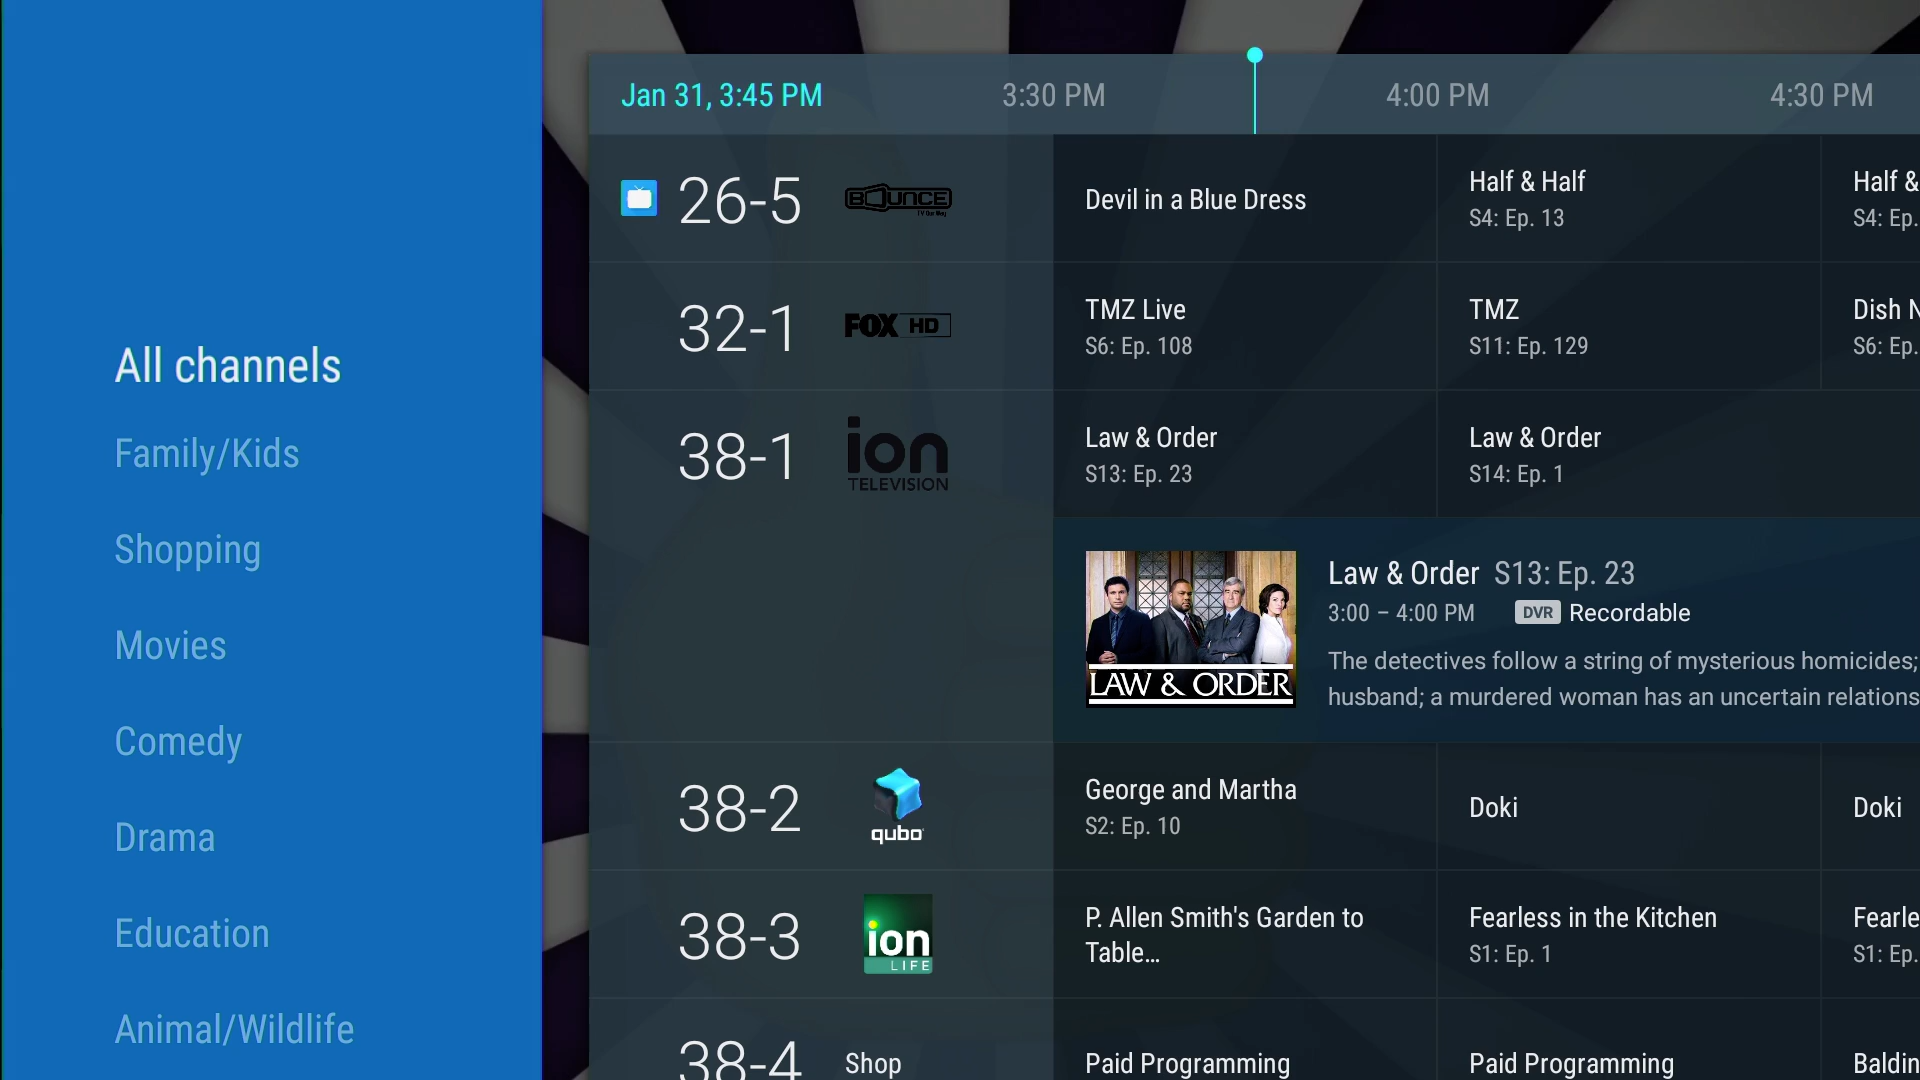 All channels
Family/Kids
Shopping
Movies
Comedy
Drama
Education
Animal/Wildlife
Jan 31, 3:45 PM 3:30 PM 4:00 PM 4:30 PM
26-5 BOUNCE
TV Our Way
Devil in a Blue Dress
Half & Half
S4: Ep. 13
Half &
S4: Ep.
32-1 FOX HD
TMZ Live
S6: Ep. 108
TMZ
S11: Ep. 129
Dish N
S6: Ep.
38-1 ion
TELEVISION
Law & Order
S13: Ep. 23
Law & Order
S14: Ep. 1
LAW & ORDER
Law & Order S13: Ep. 23
3:00 – 4:00 PM DVR Recordable
The detectives follow a string of mysterious homicides;
husband; a murdered woman has an uncertain relations
38-2 qubo
George and Martha
S2: Ep. 10
Doki
Doki
38-3 ion
LIFE
P. Allen Smith's Garden to
Table...
Fearless in the Kitchen
S1: Ep. 1
Fearle
S1: Ep.
38-4 Shop
Paid Programming
Paid Programming
Baldin